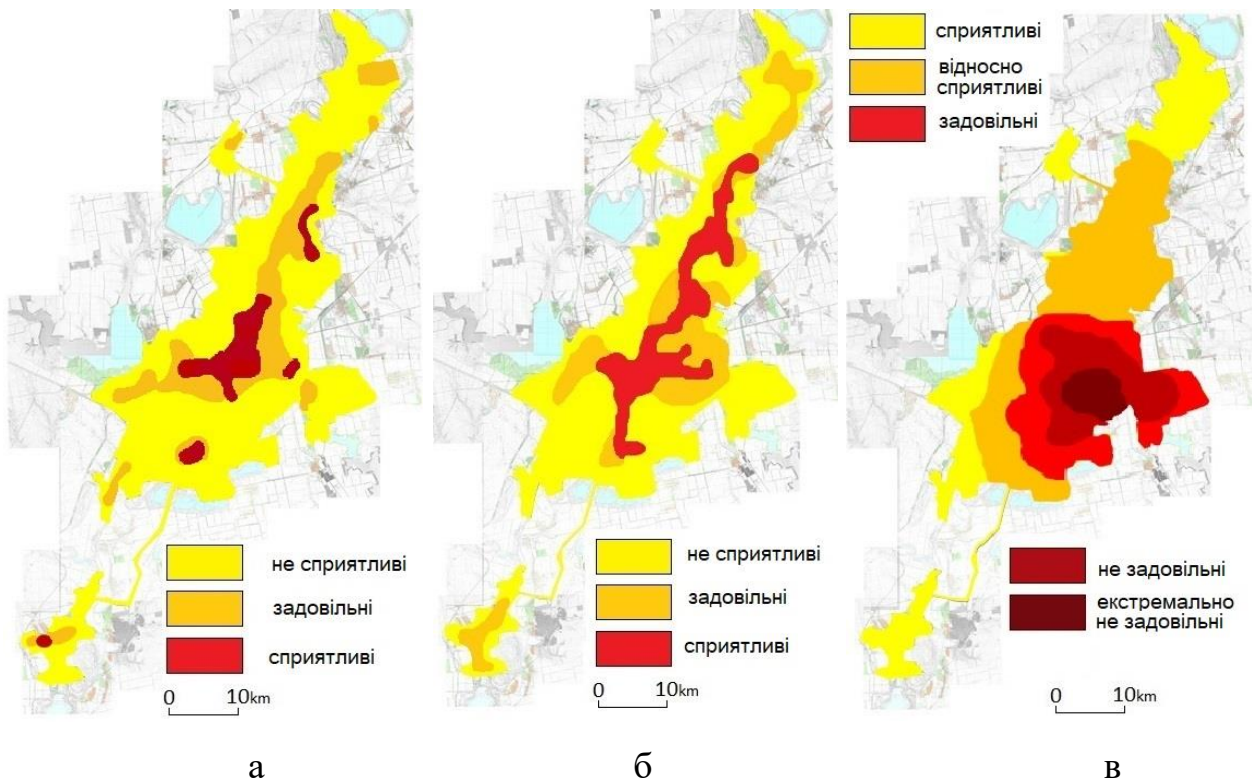 сприятливі
відносно
сприятливі
задовільні
не сприятливі
задовільні
сприятливі
0 10km
не сприятливі
задовільні
сприятливі
0 10km
не задовільні
екстремально
не задовільні
0 10km
а
б
в